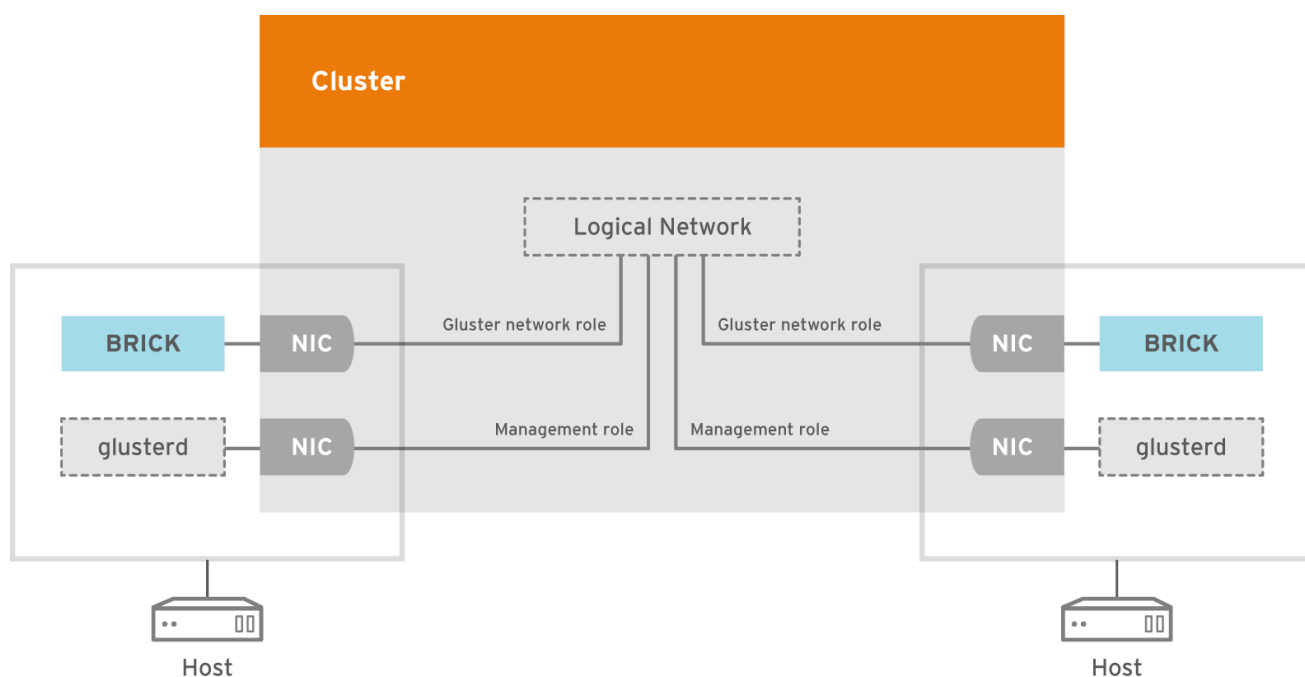 Cluster
Logical Network
Gluster network role
Gluster network role
BRICK
NIC
NIC
BRICK
Management role
Management role
glusterd
NIC
NIC
glusterd
Host
Host